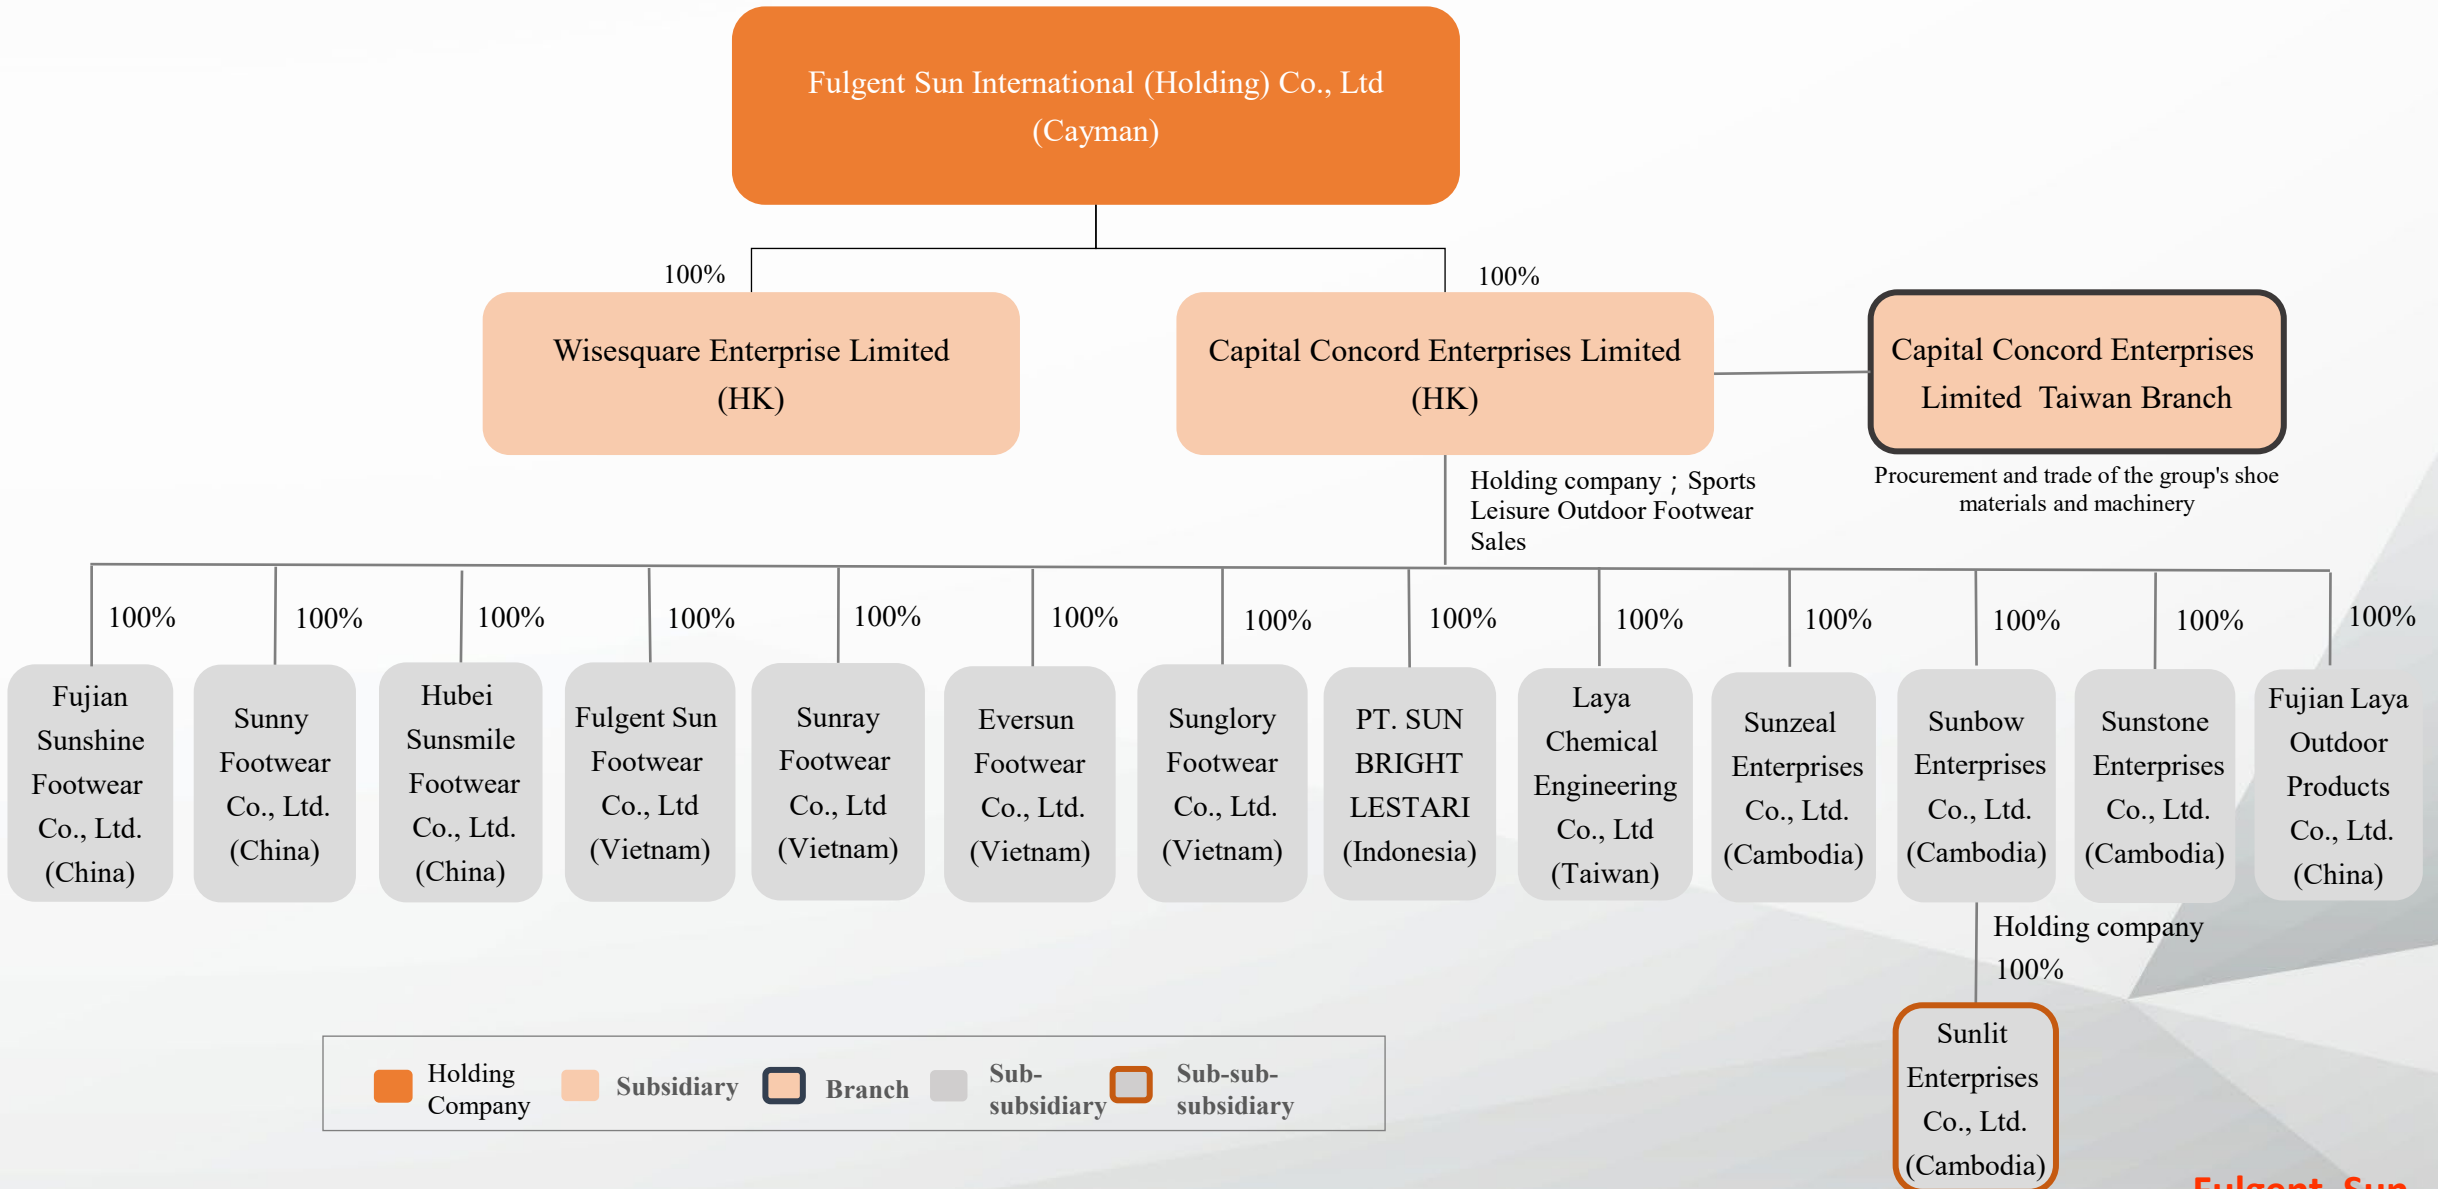 Fulgent Sun International (Holding) Co., Ltd
(Cayman)
100%
100%
Wisesquare Enterprise Limited
(HK)
Capital Concord Enterprises Limited
(HK)
Capital Concord Enterprises
Limited Taiwan Branch
Holding company ; Sports
Leisure Outdoor Footwear
Sales
Procurement and trade of the group's shoe
materials and machinery
100%
100%
100%
100%
100%
100%
100%
100%
100%
100%
100%
100%
100%
Fujian
Sunshine
Footwear
Co., Ltd.
(China)
Sunny
Footwear
Co., Ltd.
(China)
Hubei
Sunsmile
Footwear
Co., Ltd.
(China)
Fulgent Sun
Footwear
Co., Ltd
(Vietnam)
Sunray
Footwear
Co., Ltd
(Vietnam)
Eversun
Footwear
Co., Ltd.
(Vietnam)
Sunglory
Footwear
Co., Ltd.
(Vietnam)
PT. SUN
BRIGHT
LESTARI
(Indonesia)
Laya
Chemical
Engineering
Co., Ltd
(Taiwan)
Sunzeal
Enterprises
Co., Ltd.
(Cambodia)
Sunbow
Enterprises
Co., Ltd.
(Cambodia)
Sunstone
Enterprises
Co., Ltd.
(Cambodia)
Fujian Laya
Outdoor
Products
Co., Ltd.
(China)
Holding company
100%
Sunlit
Enterprises
Co., Ltd.
(Cambodia)
Holding
Company
Subsidiary
Branch
Sub-
subsidiary
Sub-sub-
subsidiary
Fulgent Sun